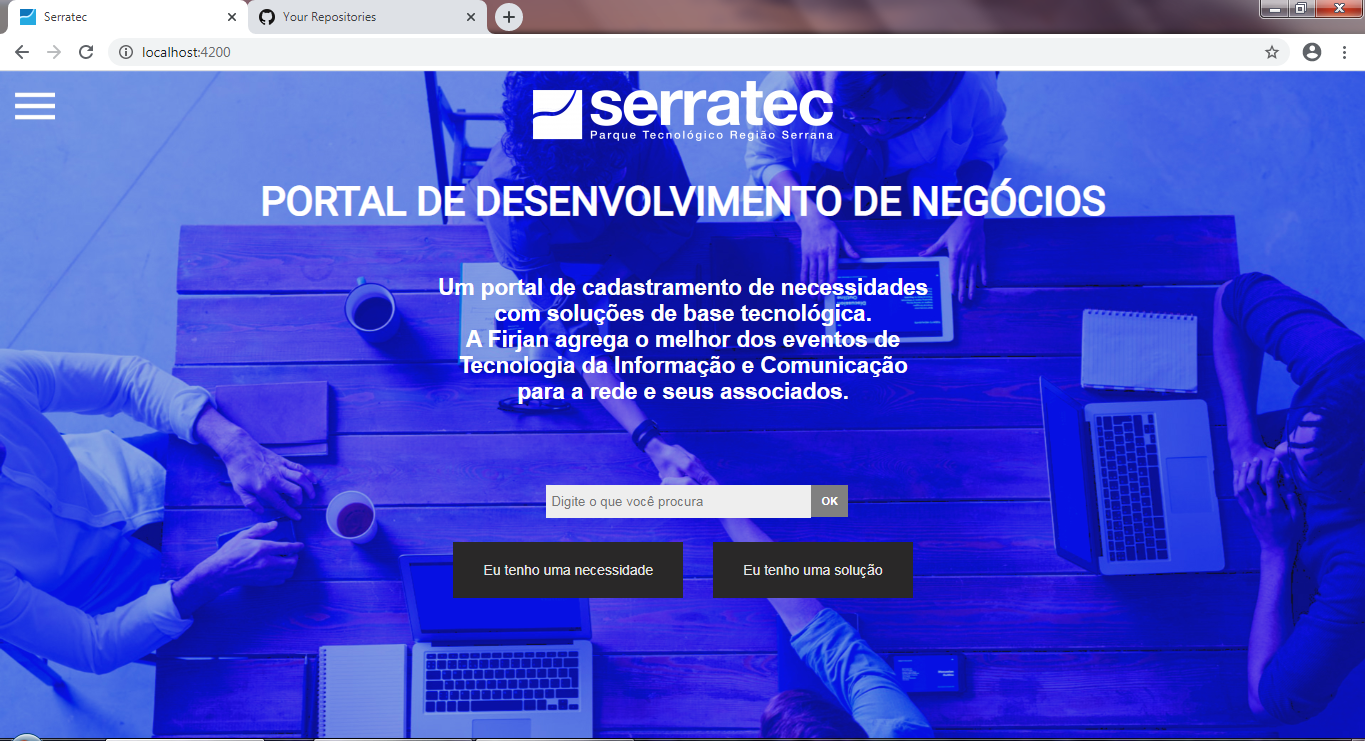 Serratec
Your Repositories
localhost:4200
serratec
Parque Tecnológico Região Serrana
PORTAL DE DESENVOLVIMENTO DE NEGÓCIOS
Um portal de cadastramento de necessidades
com soluções de base tecnológica.
A Firjan agrega o melhor dos eventos de
Tecnologia da Informação e Comunicação
para a rede e seus associados.
Digite o que você procura
OK
Eu tenho uma necessidade
Eu tenho uma solução